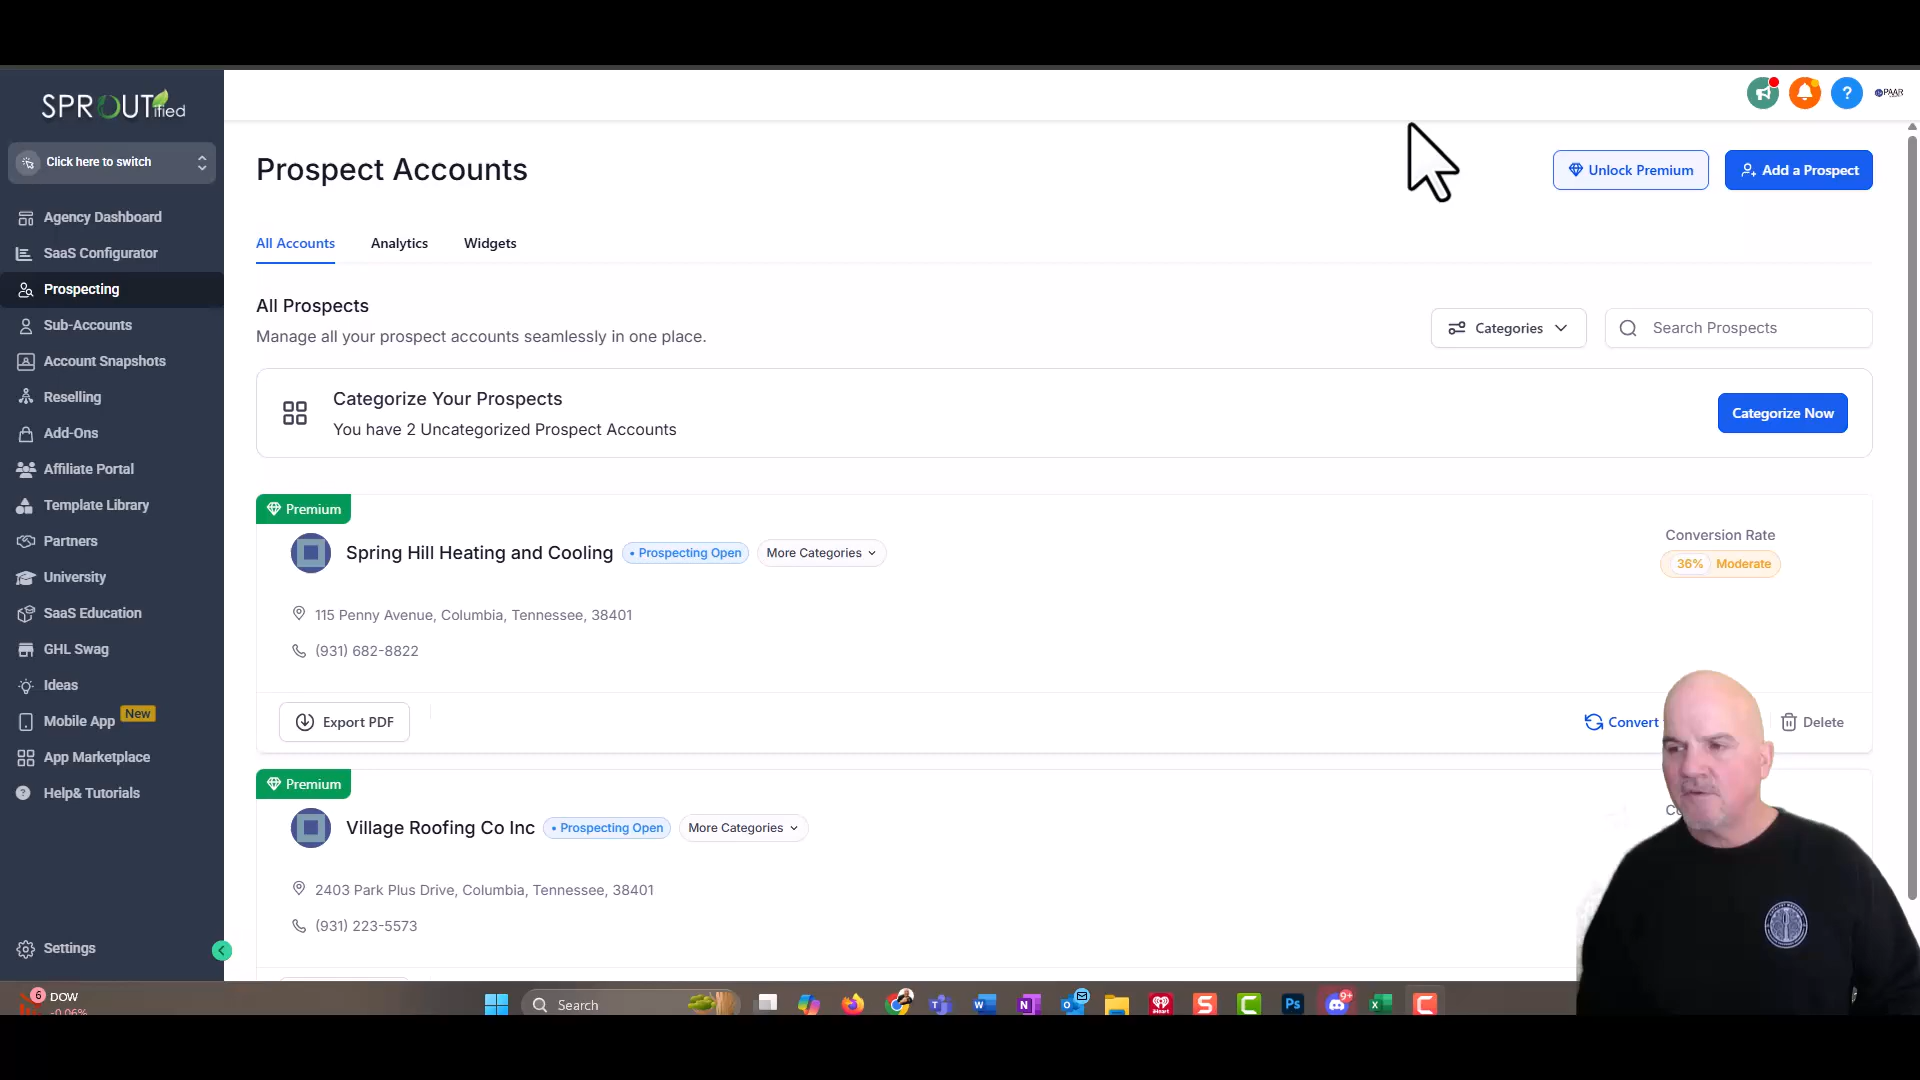 SPROUTified
PAAR
Click here to switch
Agency Dashboard
SaaS Configurator
Prospecting
Sub-Accounts
Account Snapshots
Reselling
Add-Ons
Affiliate Portal
Template Library
Partners
University
SaaS Education
GHL Swag
Ideas
Mobile App New
App Marketplace
Help& Tutorials
Settings
Prospect Accounts
Unlock Premium
Add a Prospect
All Accounts
Analytics
Widgets
All Prospects
Manage all your prospect accounts seamlessly in one place.
Categories
Search Prospects
Categorize Your Prospects
You have 2 Uncategorized Prospect Accounts
Categorize Now
Premium
Spring Hill Heating and Cooling
• Prospecting Open
More Categories
Conversion Rate
36% Moderate
115 Penny Avenue, Columbia, Tennessee, 38401
(931) 682-8822
Export PDF
Convert
Delete
Premium
Village Roofing Co Inc
• Prospecting Open
More Categories
2403 Park Plus Drive, Columbia, Tennessee, 38401
(931) 223-5573
6
DOW
-0.06%
Search
iHeart
Ps
9+